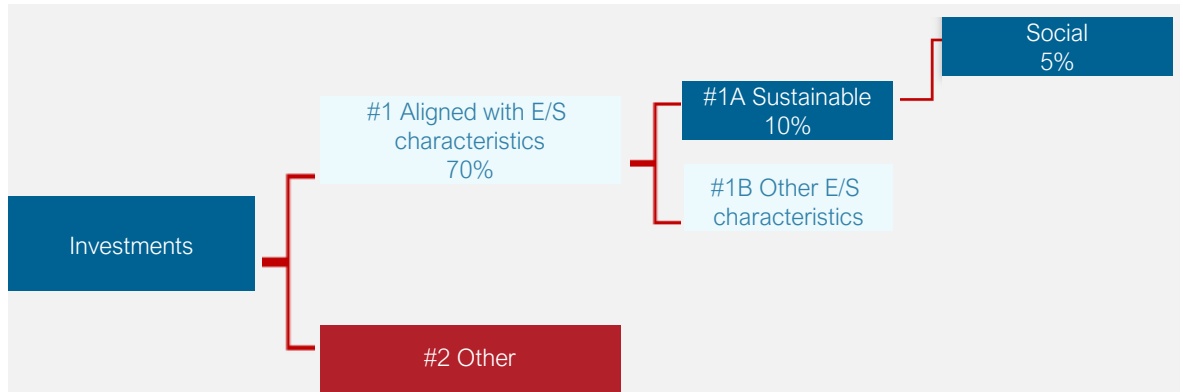 Social
5%
#1A Sustainable
10%
#1 Aligned with E/S
characteristics
70%
#1B Other E/S
characteristics
Investments
#2 Other